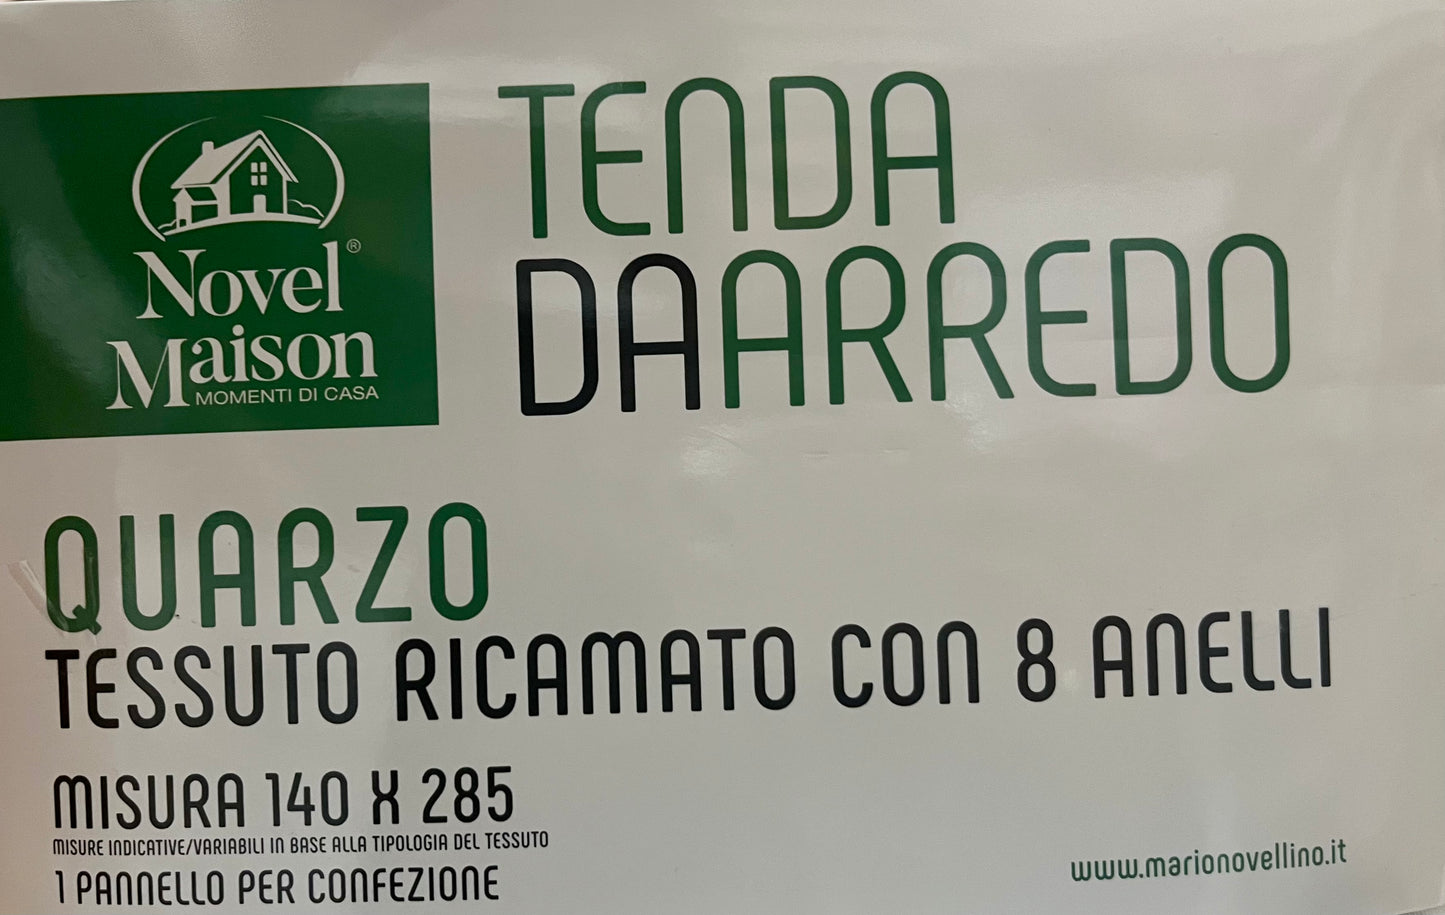 Novel®
Maison
MOMENTI DI CASA
TENDA
DAARREDO
QUARZO
TESSUTO RICAMATO CON 8 ANELLI
MISURA 140 X 285
MISURE INDICATIVE/VARIABILI IN BASE ALLA TIPOLOGIA DEL TESSUTO
1 PANNELLO PER CONFEZIONE
www.marionovellino.it